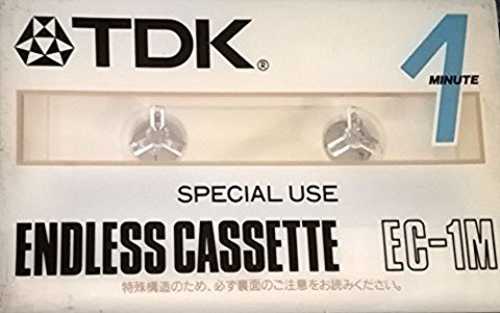 TDK®
1
MINUTE
SPECIAL USE
ENDLESS CASSETTE EC-1M
特殊構造のため、必ず裏面のご注意をお読みください。